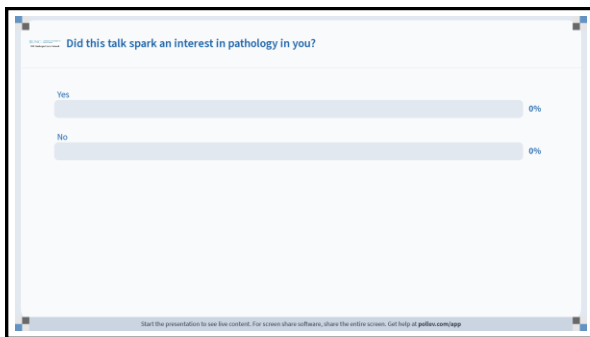 Did this talk spark an interest in pathology in you?
Yes
0%
No
0%
Start the presentation to see live content. For screen share software, share the entire screen. Get help at pollev.com/app